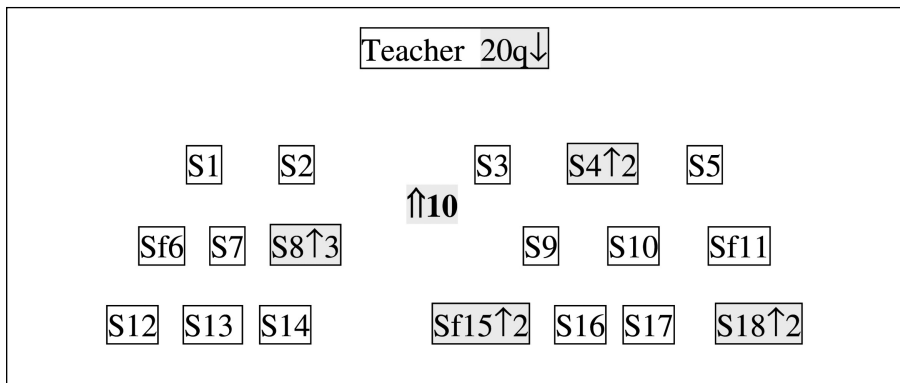 Teacher 20q↓
S1 S2 S3 S4↑2 S5
⇑10
Sf6 S7 S8↑3 S9 S10 Sf11
S12 S13 S14 Sf15↑2 S16 S17 S18↑2